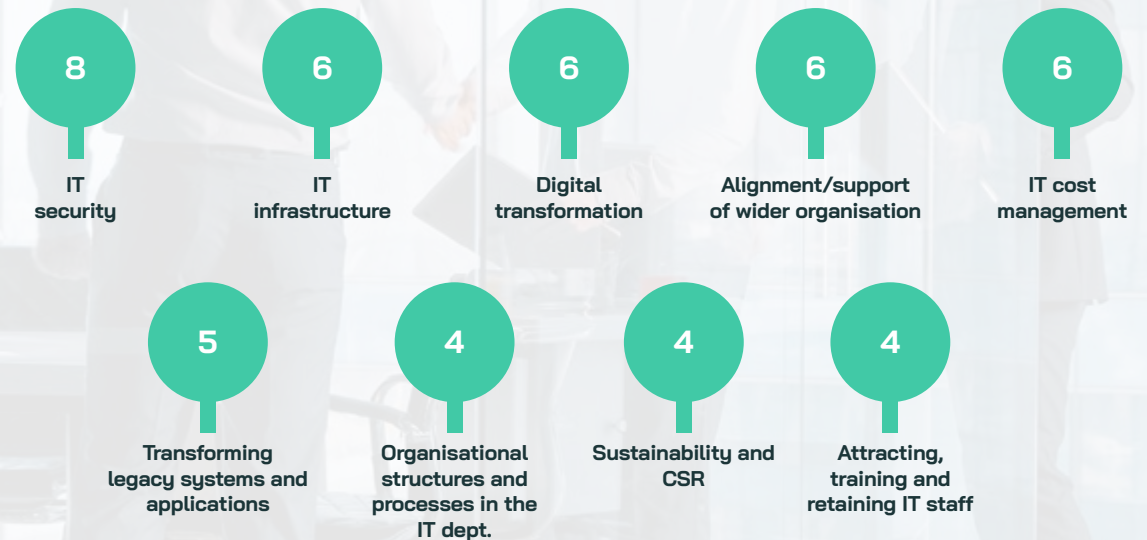 8
6
6
6
6
IT
security
IT
infrastructure
Digital
transformation
Alignment/support
of wider organisation
IT cost
management
5
4
4
4
Transforming
legacy systems and
applications
Organisational
structures and
processes in the
IT dept.
Sustainability and
CSR
Attracting,
training and
retaining IT staff